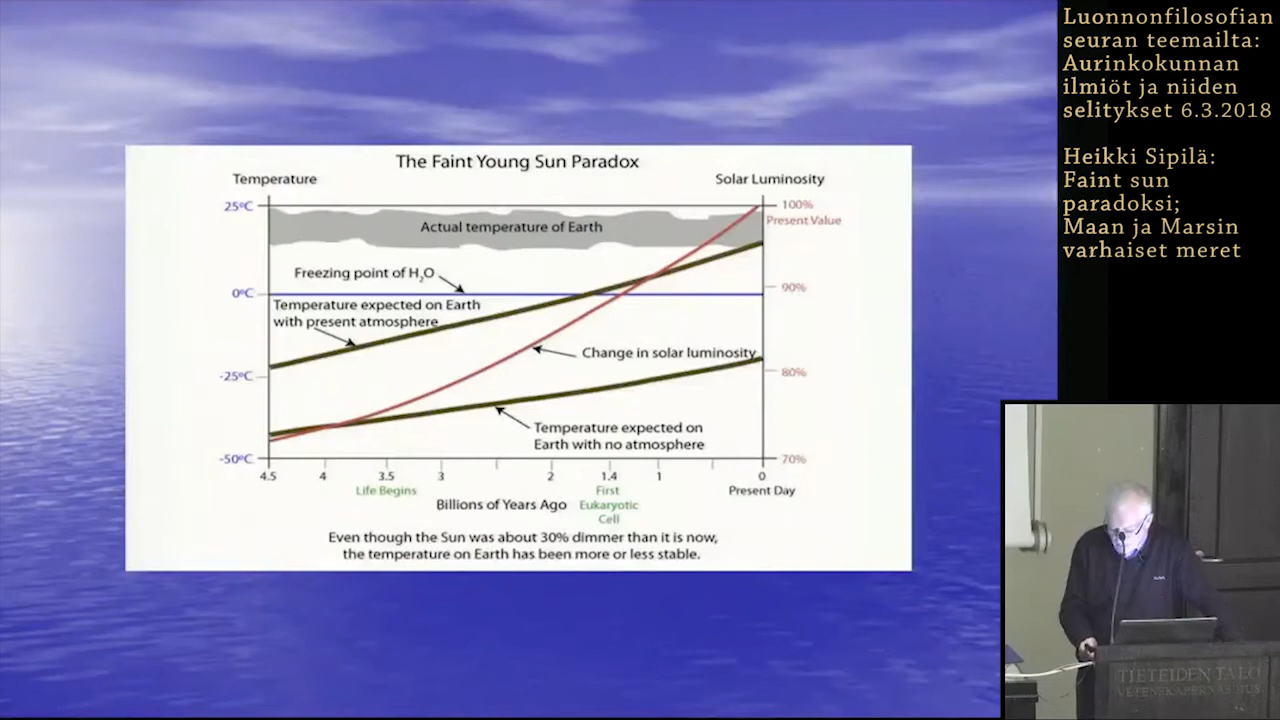 The Faint Young Sun Paradox
Temperature
Solar Luminosity
25ºC
100%
Present Value
Actual temperature of Earth
Freezing point of H2O
0ºC
90%
Temperature expected on Earth
with present atmosphere
Change in solar luminosity
-25ºC
80%
Temperature expected on
Earth with no atmosphere
-50ºC
70%
4.5 4 3.5 3 2 1.4 1 0
Life Begins
First
Eukaryotic
Cell
Present Day
Billions of Years Ago
Even though the Sun was about 30% dimmer than it is now,
the temperature on Earth has been more or less stable.
Luonnonfilosofian
seuran teemailta:
Aurinkokunnan
ilmiöt ja niiden
selitykset 6.3.2018
Heikki Sipilä:
Faint sun
paradoksi;
Maan ja Marsin
varhaiset meret
TIETEIDEN TALO